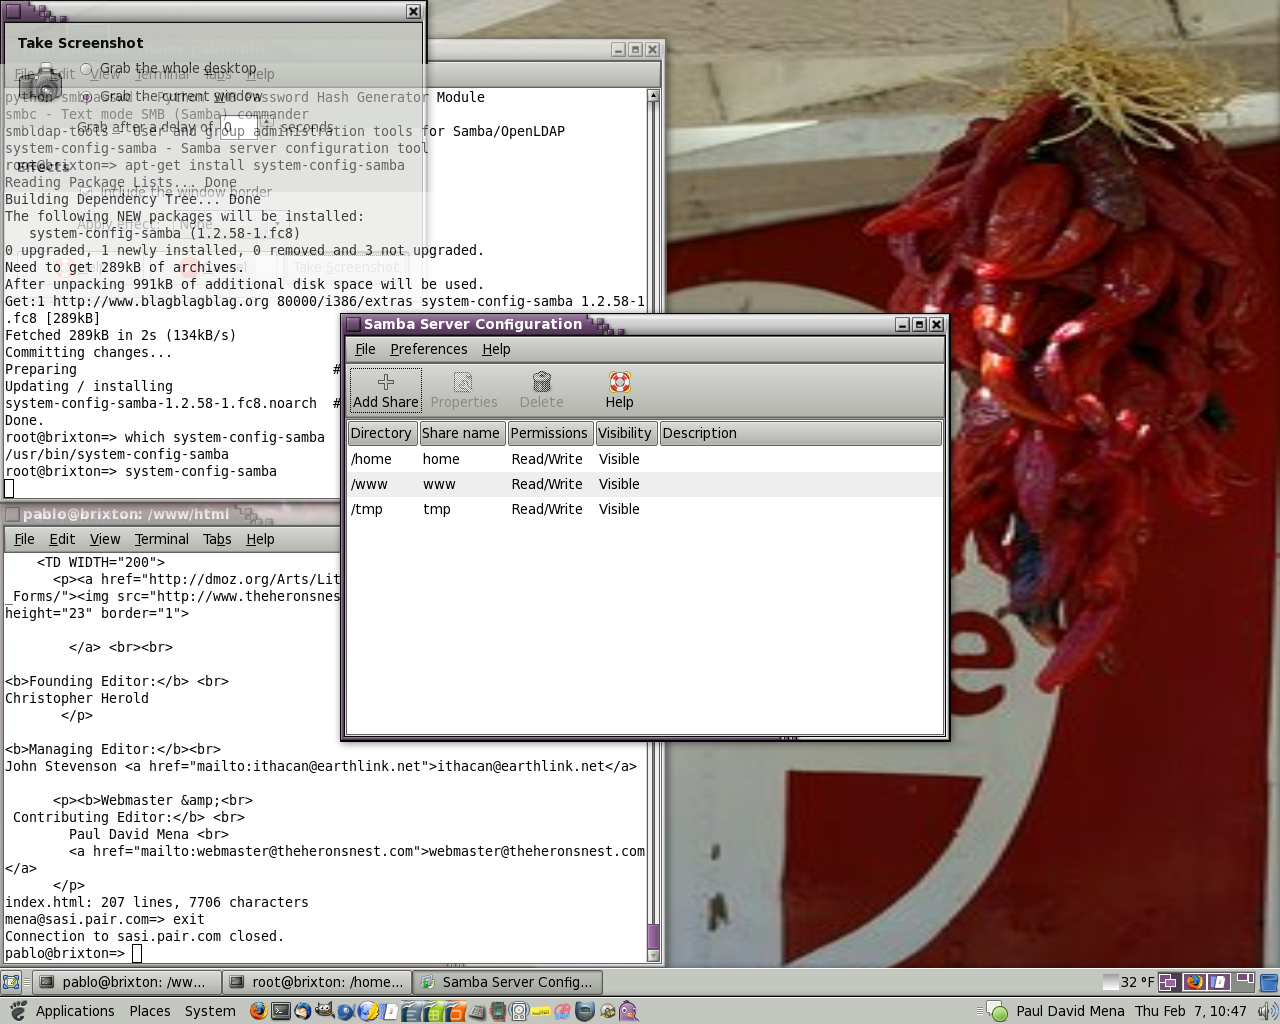 Take Screenshot
Grab the whole desktop
File Edit View Terminal Tabs Help
Grab the current window
python-smbpasswd - Python SMB Password Hash Generator Module
smbc - Text mode SMB (Samba) commander
Grab after a delay of 0 seconds
smbldap-tools - User and group administration tools for Samba/OpenLDAP
system-config-samba - Samba server configuration tool
root@brixton=> apt-get install system-config-samba
Effects
Reading Package Lists... Done
Include the window border
Building Dependency Tree... Done
The following NEW packages will be installed:
Apply effect: None
system-config-samba (1.2.58-1.fc8)
0 upgraded, 1 newly installed, 0 removed and 3 not upgraded.
Need to get 289kB of archives.
Take Screenshot
After unpacking 991kB of additional disk space will be used.
Get:1 http://www.blagblagblag.org 80000/i386/extras system-config-samba 1.2.58-1
.fc8 [289kB]
Fetched 289kB in 2s (134kB/s)
Committing changes...
Preparing #
Updating / installing
system-config-samba-1.2.58-1.fc8.noarch #
Done.
root@brixton=> which system-config-samba
/usr/bin/system-config-samba
root@brixton=> system-config-samba
Samba Server Configuration
File Preferences Help
Add Share Properties Delete Help
Directory Share name Permissions Visibility Description
/home home Read/Write Visible
/www www Read/Write Visible
/tmp tmp Read/Write Visible
pablo@brixton: /www/html
File Edit View Terminal Tabs Help
<TD WIDTH="200">
<p><a href="http://dmoz.org/Arts/Lit
_Forms/"><img src="http://www.theheronsnes
height="23" border="1">
</a> <br><br>
<b>Founding Editor:</b> <br>
Christopher Herold
</p>
<b>Managing Editor:</b><br>
John Stevenson <a href="mailto:ithacan@earthlink.net">ithacan@earthlink.net</a>
<p><b>Webmaster &amp;<br>
Contributing Editor:</b> <br>
Paul David Mena <br>
<a href="mailto:webmaster@theheronsnest.com">webmaster@theheronsnest.com
</a>
</p>
index.html: 207 lines, 7706 characters
mena@sasi.pair.com=> exit
Connection to sasi.pair.com closed.
pablo@brixton=>
e
pablo@brixton: /ww... root@brixton: /home... Samba Server Config... 32 °F
Applications Places System Paul David Mena Thu Feb 7, 10:47